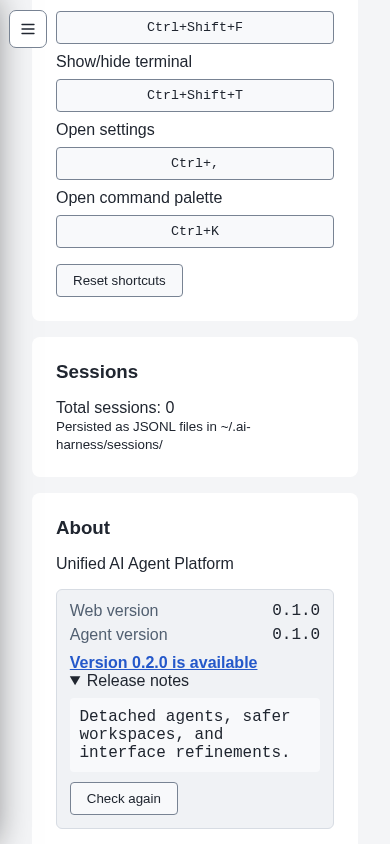 Ctrl+Shift+F
Show/hide terminal
Ctrl+Shift+T
Open settings
Ctrl+,
Open command palette
Ctrl+K
Reset shortcuts
Sessions
Total sessions: 0
Persisted as JSONL files in ~/.ai-
harness/sessions/
About
Unified AI Agent Platform
Web version 0.1.0
Agent version 0.1.0
Version 0.2.0 is available
▼ Release notes
Detached agents, safer
workspaces, and
interface refinements.
Check again